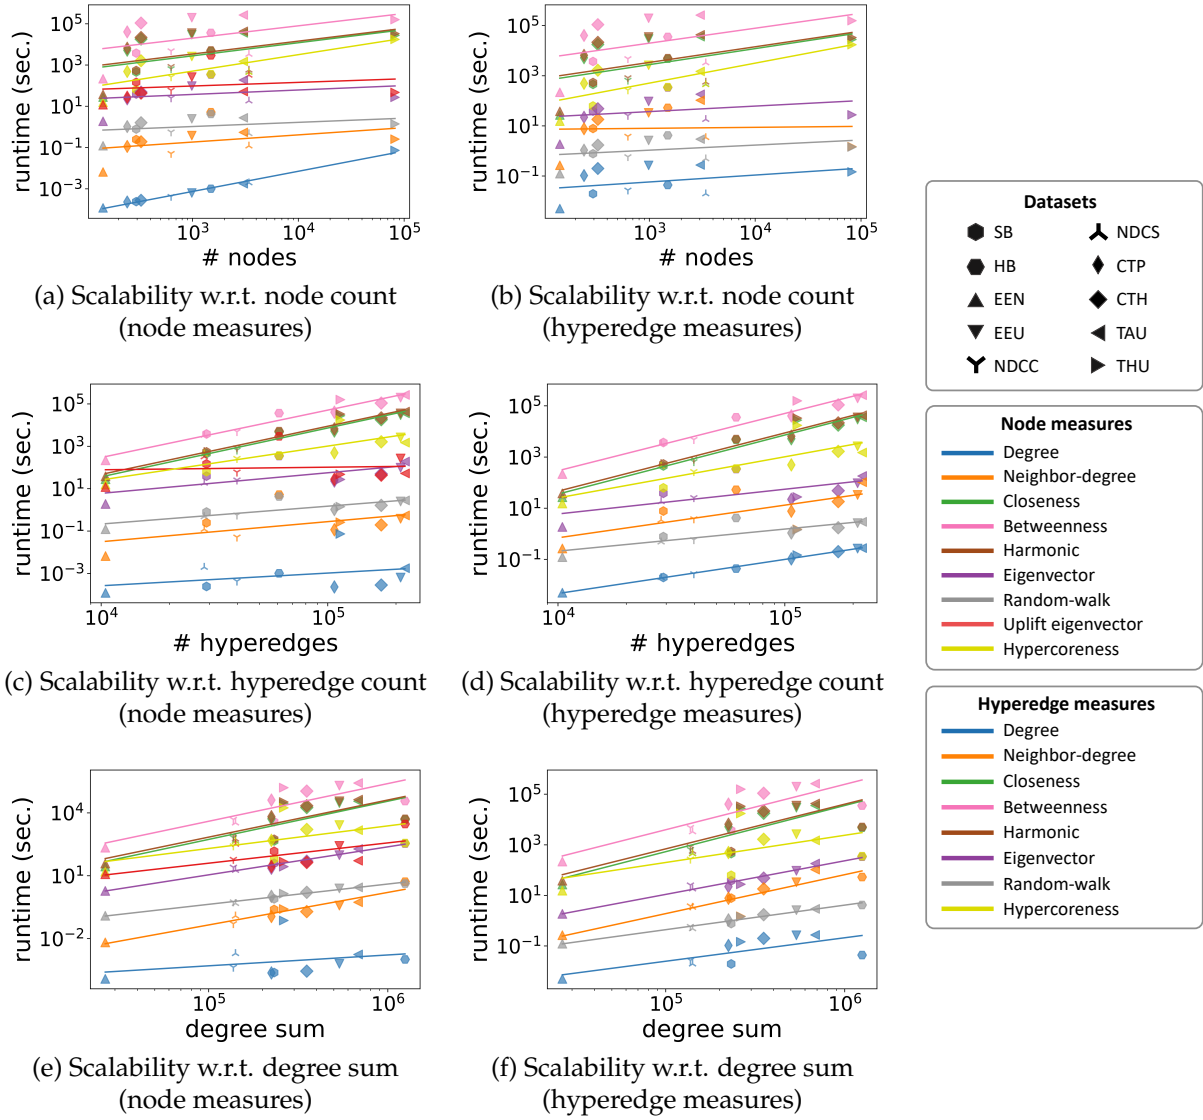 runtime (sec.)
10^5
10^3
10^1
10^-1
10^-3
10^3
10^4
10^5
# nodes
(a) Scalability w.r.t. node count
(node measures)
runtime (sec.)
10^5
10^3
10^1
10^-1
10^3
10^4
10^5
# nodes
(b) Scalability w.r.t. node count
(hyperedge measures)
runtime (sec.)
10^5
10^3
10^1
10^-1
10^-3
10^4
10^5
# hyperedges
(c) Scalability w.r.t. hyperedge count
(node measures)
runtime (sec.)
10^5
10^3
10^1
10^-1
10^4
10^5
# hyperedges
(d) Scalability w.r.t. hyperedge count
(hyperedge measures)
runtime (sec.)
10^4
10^1
10^-2
10^5
10^6
degree sum
(e) Scalability w.r.t. degree sum
(node measures)
runtime (sec.)
10^5
10^3
10^1
10^-1
10^5
10^6
degree sum
(f) Scalability w.r.t. degree sum
(hyperedge measures)
Datasets
SB
NDCS
HB
CTP
EEN
CTH
EEU
TAU
NDCC
THU
Node measures
Degree
Neighbor-degree
Closeness
Betweenness
Harmonic
Eigenvector
Random-walk
Uplift eigenvector
Hypercoreness
Hyperedge measures
Degree
Neighbor-degree
Closeness
Betweenness
Harmonic
Eigenvector
Random-walk
Hypercoreness